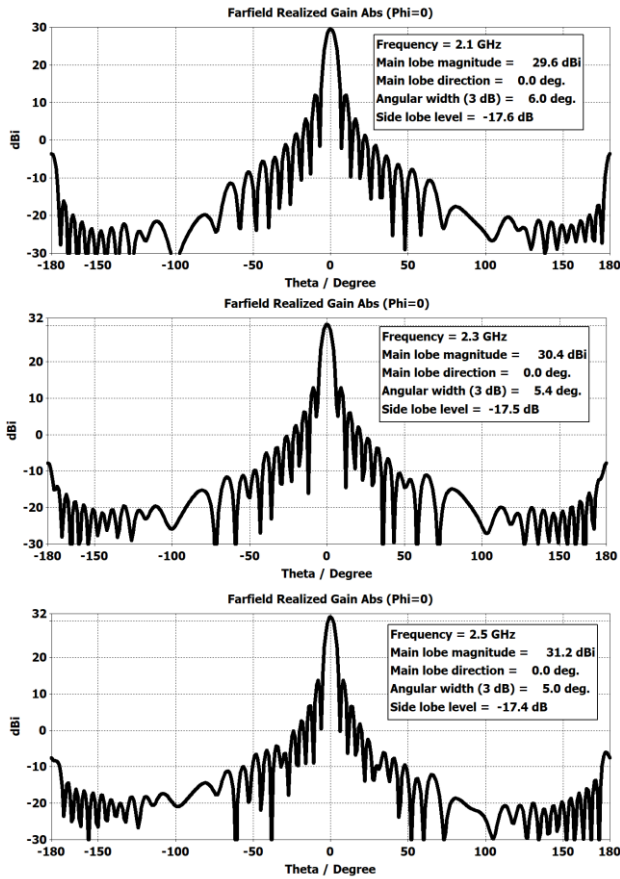 Farfield Realized Gain Abs (Phi=0)
30
20
10
0
-10
-20
-30
dBi
Frequency = 2.1 GHz
Main lobe magnitude = 29.6 dBi
Main lobe direction = 0.0 deg.
Angular width (3 dB) = 6.0 deg.
Side lobe level = -17.6 dB
-180 -150 -100 -50 0 50 100 150 180
Theta / Degree
Farfield Realized Gain Abs (Phi=0)
32
20
10
0
-10
-20
-30
dBi
Frequency = 2.3 GHz
Main lobe magnitude = 30.4 dBi
Main lobe direction = 0.0 deg.
Angular width (3 dB) = 5.4 deg.
Side lobe level = -17.5 dB
-180 -150 -100 -50 0 50 100 150 180
Theta / Degree
Farfield Realized Gain Abs (Phi=0)
32
20
10
0
-10
-20
-30
dBi
Frequency = 2.5 GHz
Main lobe magnitude = 31.2 dBi
Main lobe direction = 0.0 deg.
Angular width (3 dB) = 5.0 deg.
Side lobe level = -17.4 dB
-180 -150 -100 -50 0 50 100 150 180
Theta / Degree